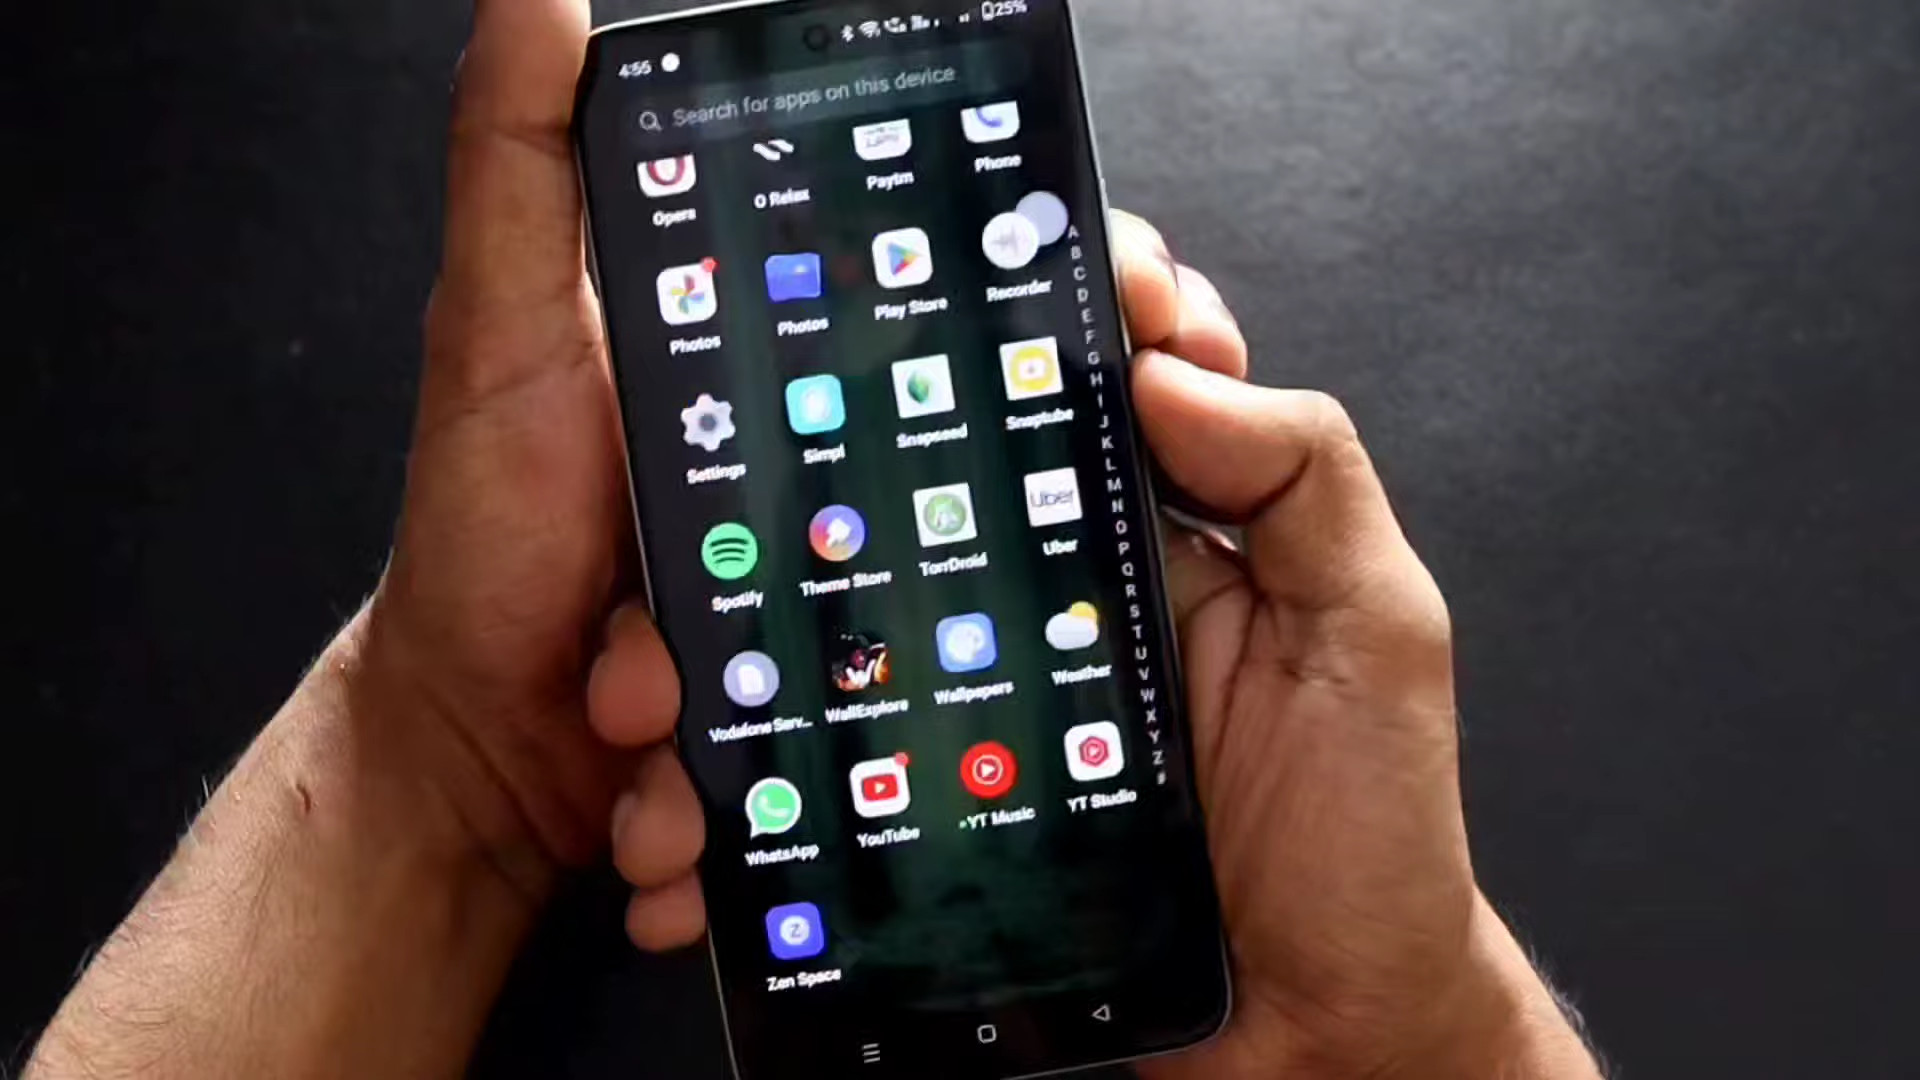 4:55 25%
Search for apps on this device
Opera O Relax Paytm Phone
Photos Photos Play Store Recorder
Settings Simpl Snapseed Snaptube
Uber
Spotify Theme Store TorrDroid Uber
Vodafone Serv... WallExplore Wallpapers Weather
WhatsApp YouTube YT Music YT Studio
Z
Zen Space
A
B
C
D
E
F
G
H
I
J
K
L
M
N
O
P
Q
R
S
T
U
V
W
X
Y
Z
#